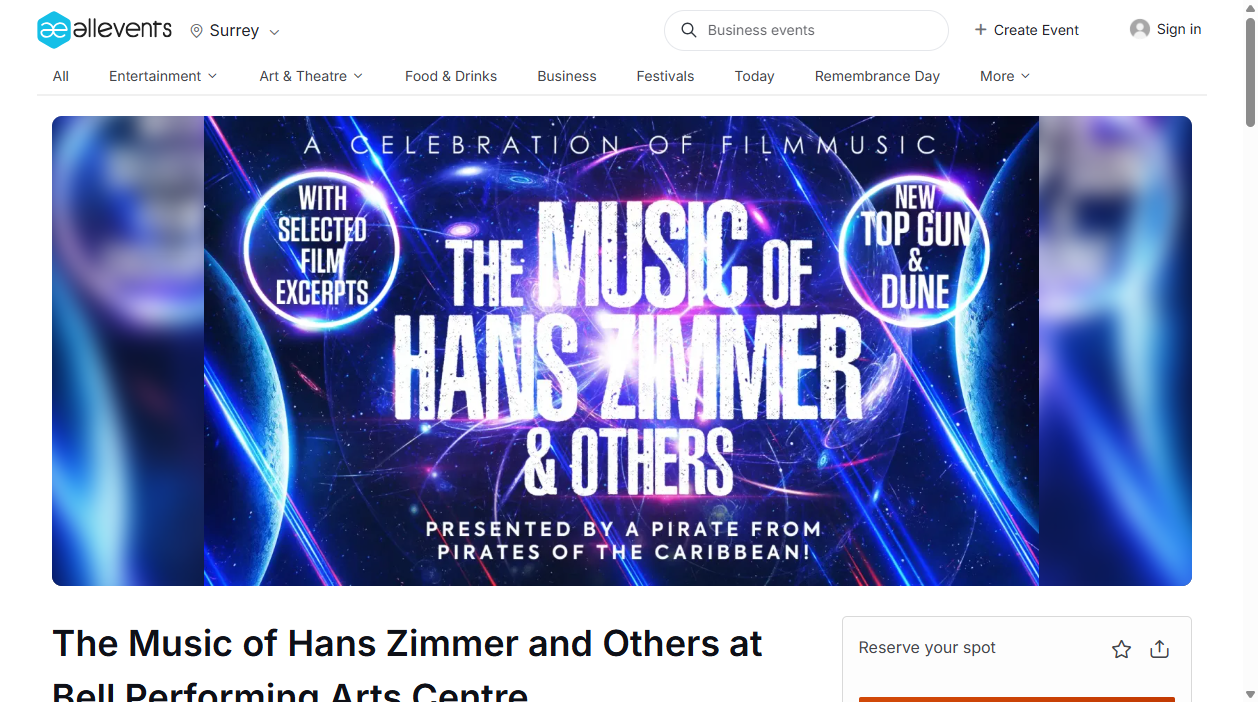 allevents
Surrey
Business events
Create Event
Sign in
All
Entertainment
Art & Theatre
Food & Drinks
Business
Festivals
Today
Remembrance Day
More
A CELEBRATION OF FILMMUSIC
WITH
SELECTED
FILM
EXCERPTS
NEW
TOP GUN
&
DUNE
THE MUSIC OF
HANS ZIMMER
& OTHERS
PRESENTED BY A PIRATE FROM
PIRATES OF THE CARIBBEAN!
The Music of Hans Zimmer and Others at
Bell Performing Arts Centre
Reserve your spot